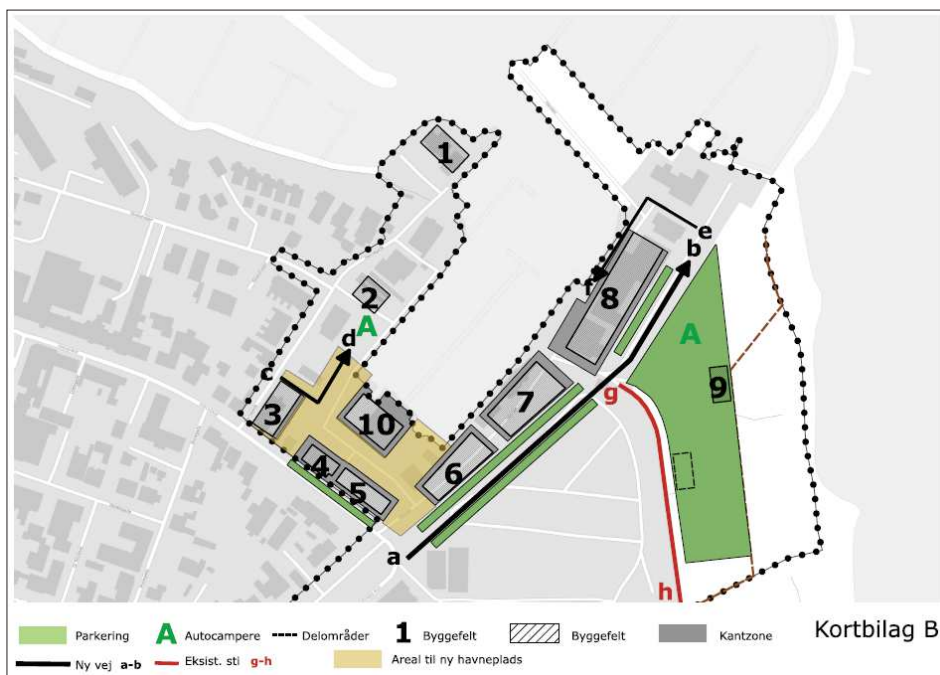 1
e
b
2
f
8
A
A
d
c
g
9
3
10
7
4
6
5
a
h
Parkering A Autocampere Delområder 1 Byggefelt Byggefelt Kantzone Kortbilag B
Ny vej a-b Eksist. sti g-h Areal til ny havneplads